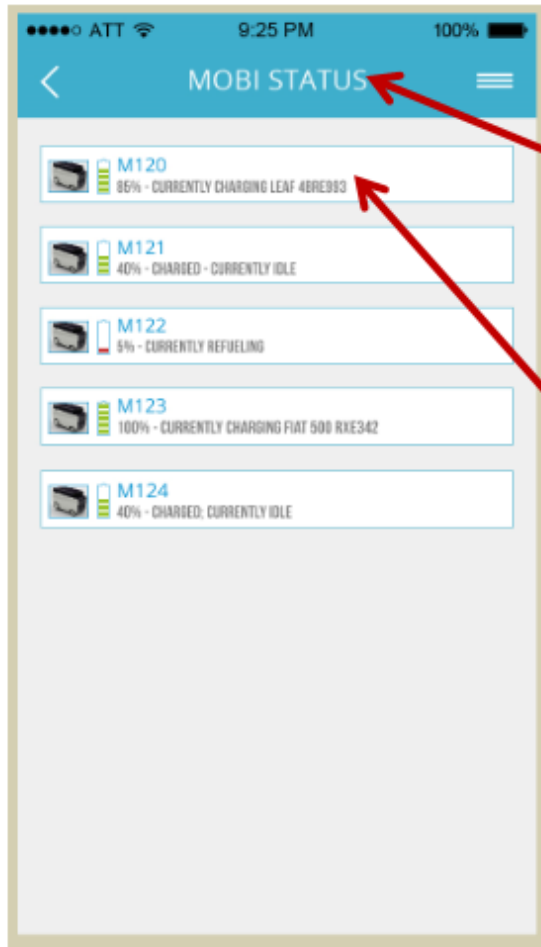 ATT 9:25 PM 100%
MOBI STATUS
M120
86% - CURRENTLY CHARGING LEAF 4BRE993
M121
40% - CHARGED - CURRENTLY IDLE
M122
5% - CURRENTLY REFUELING
M123
100% - CURRENTLY CHARGING FIAT 500 RXE342
M124
40% - CHARGED; CURRENTLY IDLE